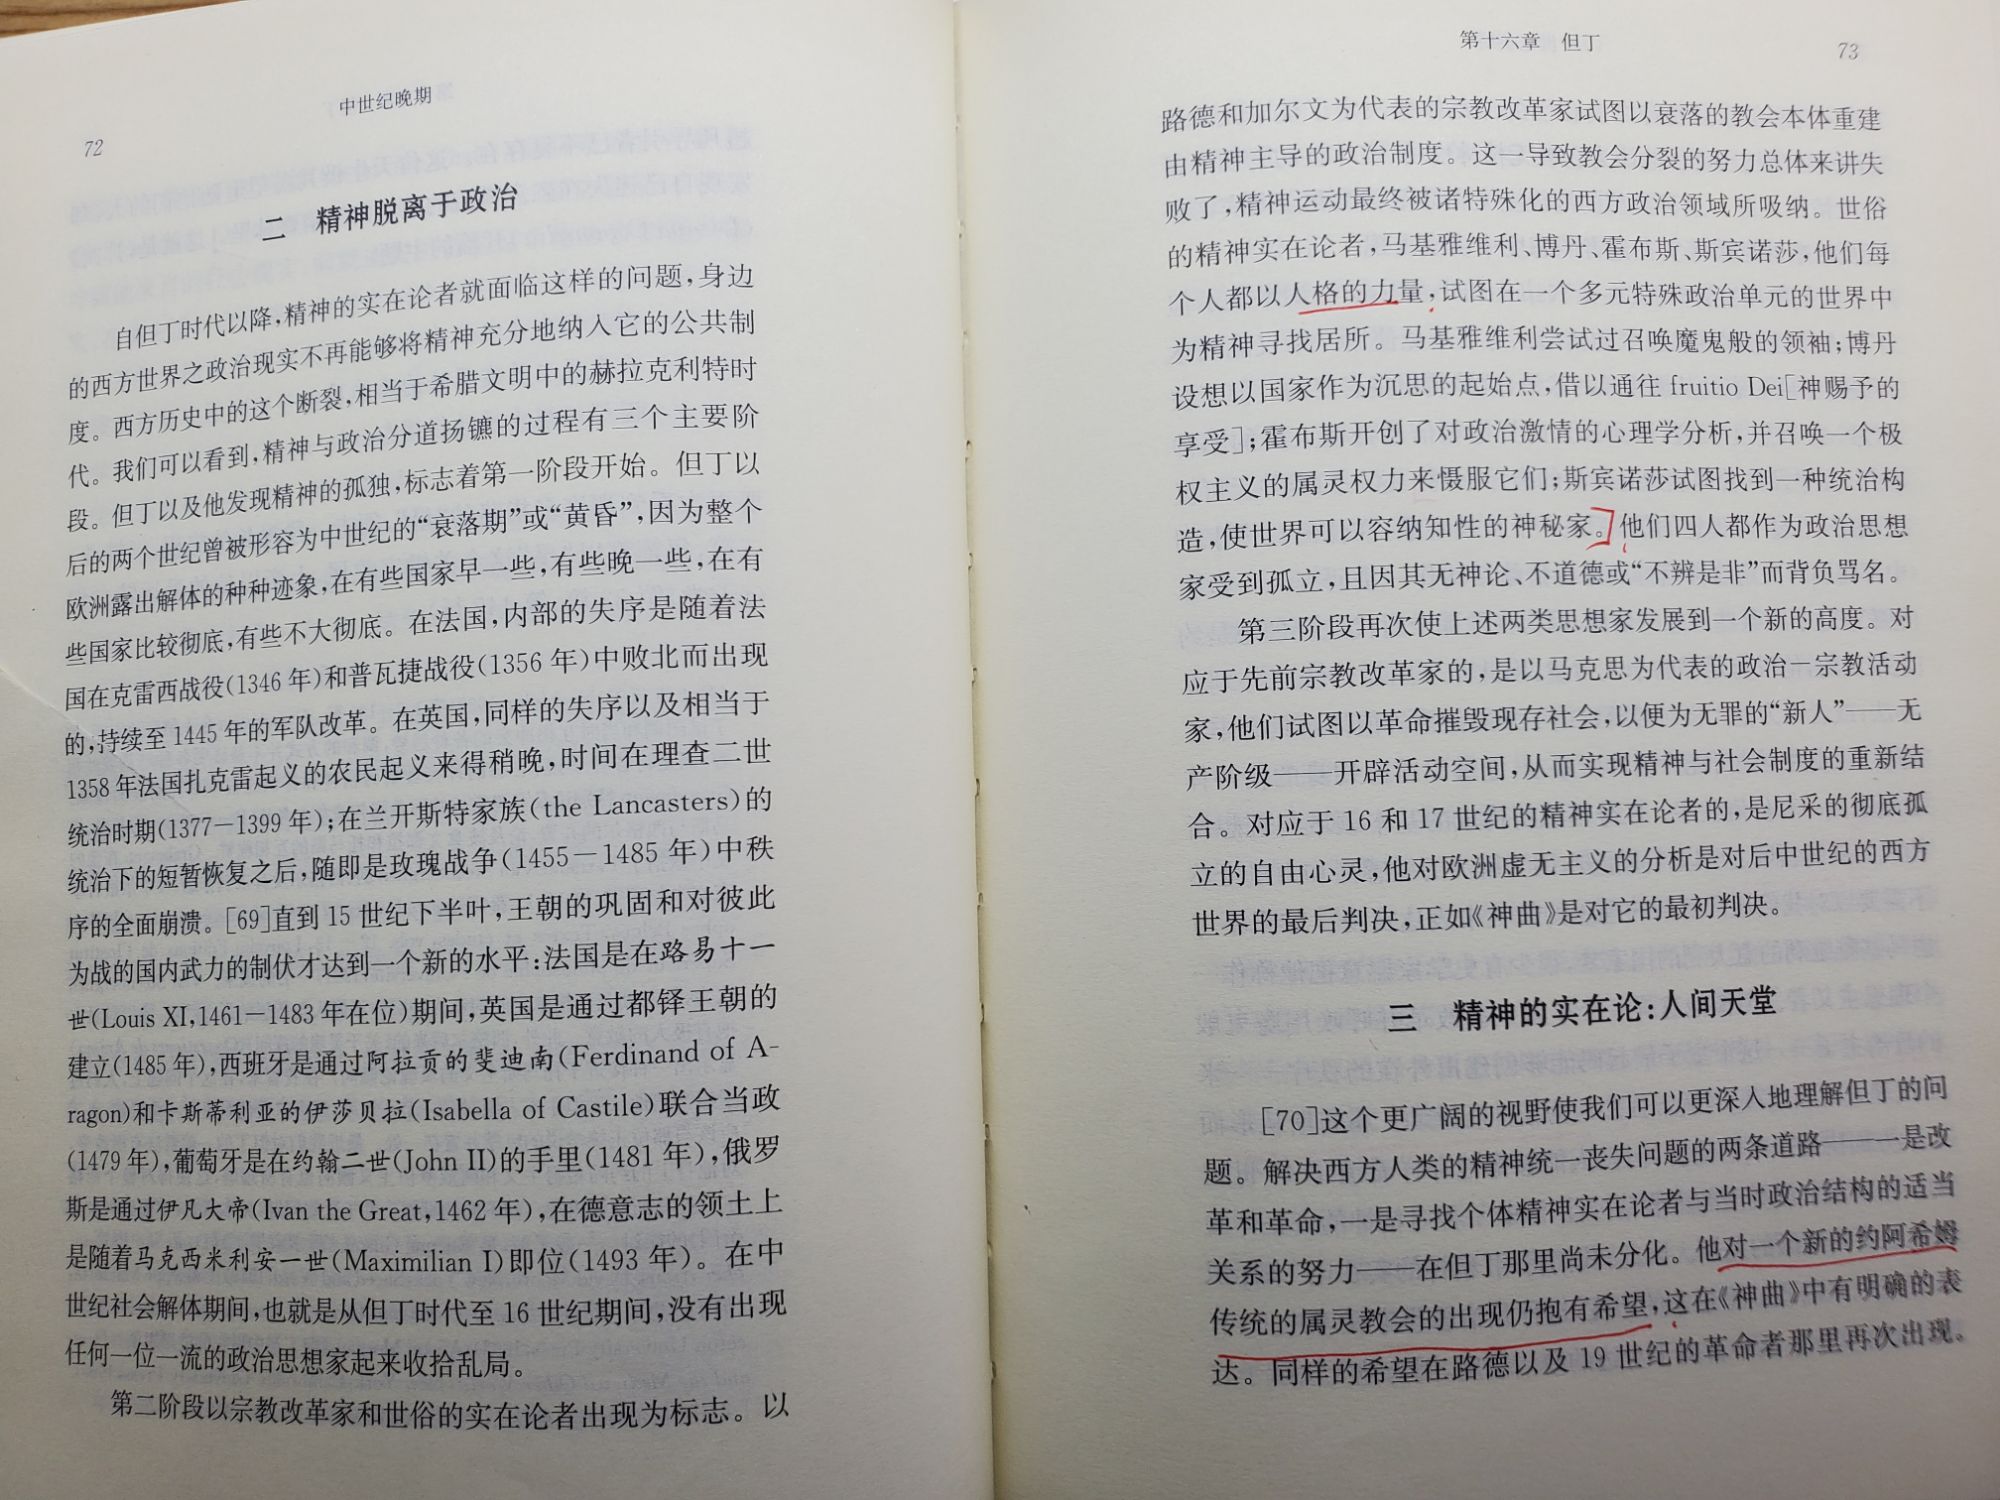 中世纪晚期
72
二 精神脱离于政治
自但丁时代以降,精神的实在论者就面临这样的问题,身边
的西方世界之政治现实不再能够将精神充分地纳入它的公共制
度。西方历史中的这个断裂,相当于希腊文明中的赫拉克利特时
代。我们可以看到,精神与政治分道扬镳的过程有三个主要阶
段。但丁以及他发现精神的孤独,标志着第一阶段开始。但丁以
后的两个世纪曾被形容为中世纪的“衰落期”或“黄昏”,因为整个
欧洲露出解体的种种迹象,在有些国家早一些,有些晚一些,在有
些国家比较彻底,有些不大彻底。在法国,内部的失序是随着法
国在克雷西战役(1346年)和普瓦捷战役(1356年)中败北而出现
的,持续至1445年的军队改革。在英国,同样的失序以及相当于
1358年法国扎克雷起义的农民起义来得稍晚,时间在理查二世
统治时期(1377—1399年);在兰开斯特家族(the Lancasters)的
统治下的短暂恢复之后,随即是玫瑰战争(1455—1485年)中秩
序的全面崩溃。[69]直到15世纪下半叶,王朝的巩固和对彼此
为战的国内武力的制伏才达到一个新的水平:法国是在路易十一
世(Louis XI,1461—1483年在位)期间,英国是通过都铎王朝的
建立(1485年),西班牙是通过阿拉贡的斐迪南(Ferdinand of A-
ragon)和卡斯蒂利亚的伊莎贝拉(Isabella of Castile)联合当政
(1479年),葡萄牙是在约翰二世(John II)的手里(1481年),俄罗
斯是通过伊凡大帝(Ivan the Great,1462年),在德意志的领土上
是随着马克西米利安一世(Maximilian I)即位(1493年)。在中
世纪社会解体期间,也就是从但丁时代至16世纪期间,没有出现
任何一位一流的政治思想家起来收拾乱局。
第二阶段以宗教改革家和世俗的实在论者出现为标志。以
第十六章 但丁
73
路德和加尔文为代表的宗教改革家试图以衰落的教会本体重建
由精神主导的政治制度。这一导致教会分裂的努力总体来讲失
败了,精神运动最终被诸特殊化的西方政治领域所吸纳。世俗
的精神实在论者,马基雅维利、博丹、霍布斯、斯宾诺莎,他们每
个人都以人格的力量,试图在一个多元特殊政治单元的世界中
为精神寻找居所。马基雅维利尝试过召唤魔鬼般的领袖;博丹
设想以国家作为沉思的起始点,借以通往 fruitio Dei[神赐予的
享受];霍布斯开创了对政治激情的心理学分析,并召唤一个极
权主义的属灵权力来慑服它们;斯宾诺莎试图找到一种统治构
造,使世界可以容纳知性的神秘家。他们四人都作为政治思想
家受到孤立,且因其无神论、不道德或“不辨是非”而背负骂名。
第三阶段再次使上述两类思想家发展到一个新的高度。对
应于先前宗教改革家的,是以马克思为代表的政治—宗教活动
家,他们试图以革命摧毁现存社会,以便为无罪的“新人”——无
产阶级——开辟活动空间,从而实现精神与社会制度的重新结
合。对应于16和17世纪的精神实在论者的,是尼采的彻底孤
立的自由心灵,他对欧洲虚无主义的分析是对后中世纪的西方
世界的最后判决,正如《神曲》是对它的最初判决。
三 精神的实在论:人间天堂
[70]这个更广阔的视野使我们可以更深入地理解但丁的问
题。解决西方人类的精神统一丧失问题的两条道路——一是改
革和革命,一是寻找个体精神实在论者与当时政治结构的适当
关系的努力——在但丁那里尚未分化。他对一个新的约阿希姆
传统的属灵教会的出现仍抱有希望,这在《神曲》中有明确的表
达。同样的希望在路德以及19世纪的革命者那里再次出现。